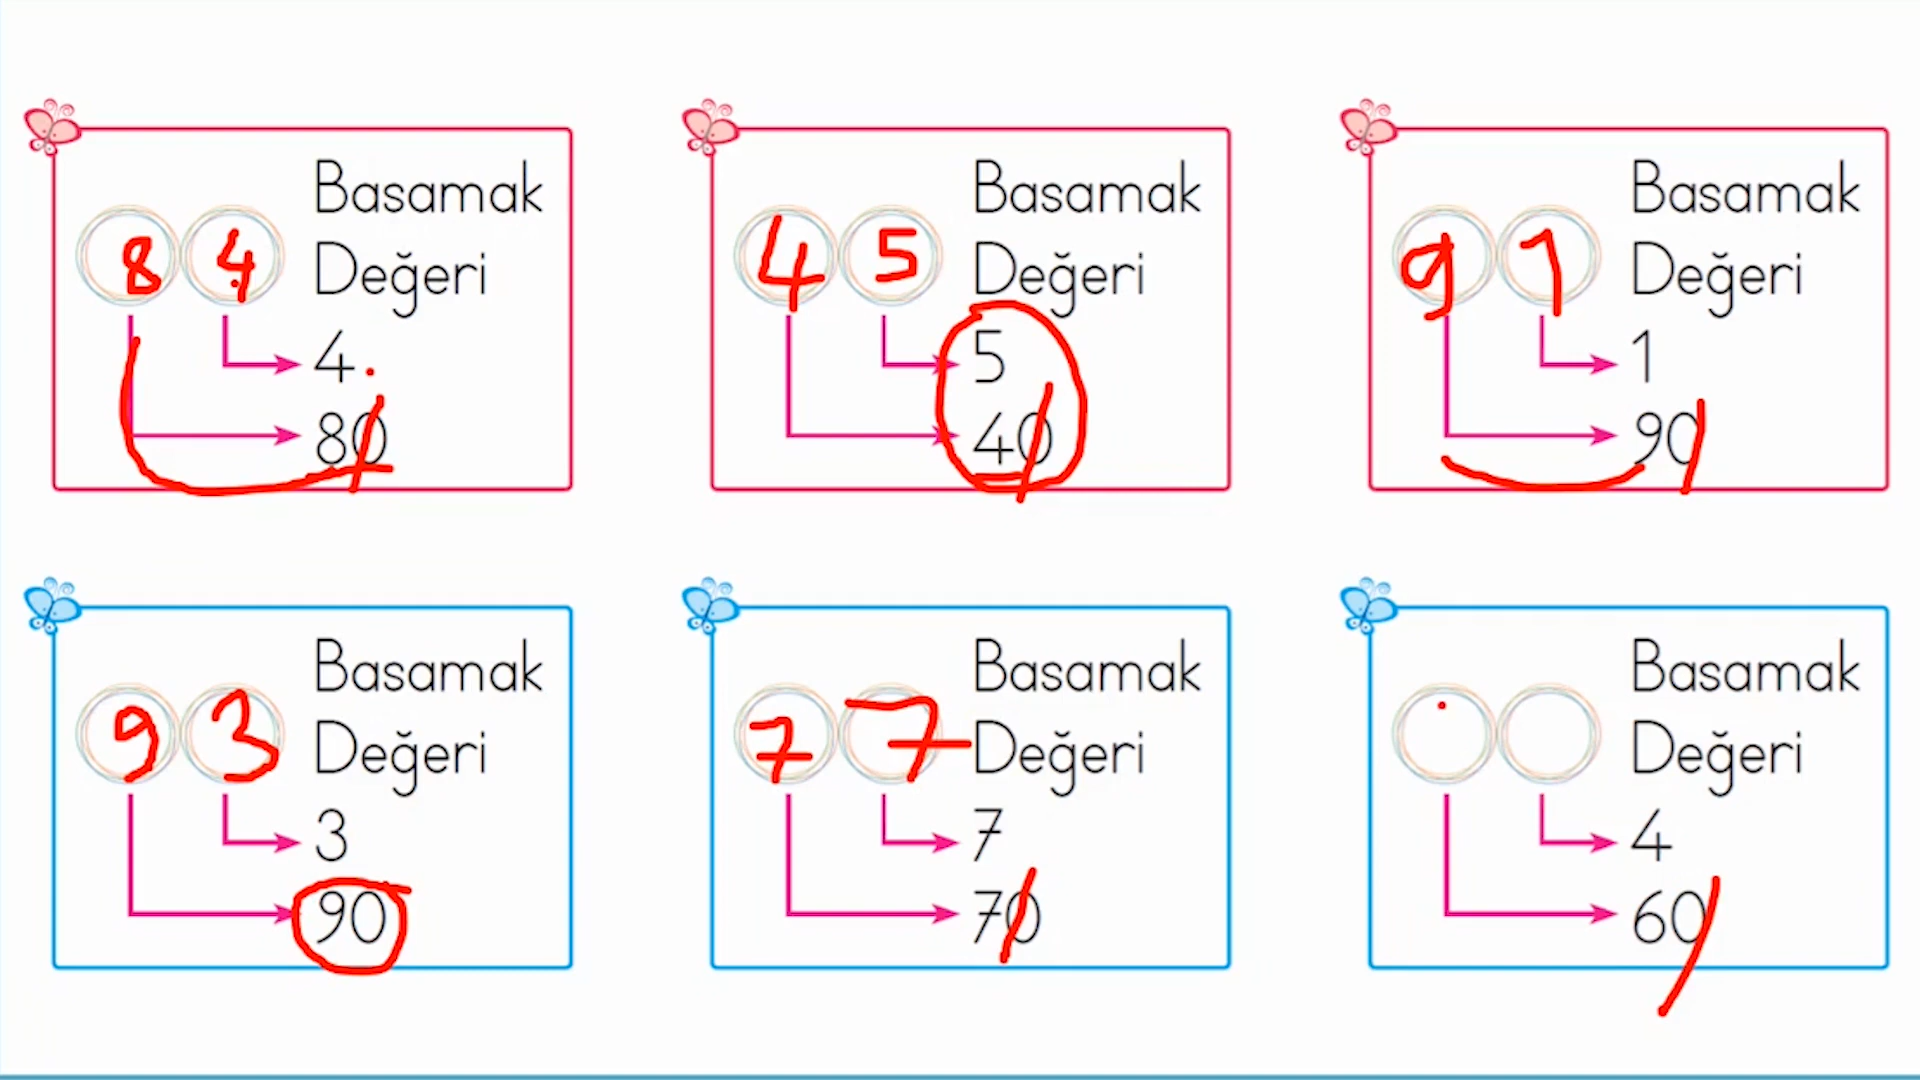 Basamak
84 Değeri
4
80
Basamak
45 Değeri
5
40
Basamak
91 Değeri
1
90
Basamak
93 Değeri
3
90
Basamak
77 Değeri
7
70
Basamak
Değeri
4
60